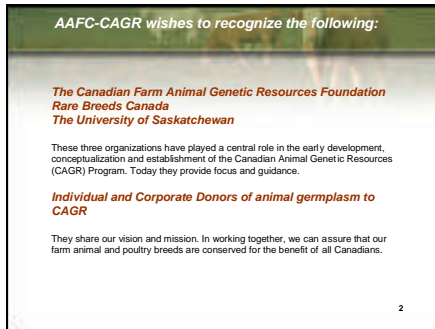 AAFC-CAGR wishes to recognize the following:
The Canadian Farm Animal Genetic Resources Foundation
Rare Breeds Canada
The University of Saskatchewan
These three organizations have played a central role in the early development,
conceptualization and establishment of the Canadian Animal Genetic Resources
(CAGR) Program. Today they provide focus and guidance.
Individual and Corporate Donors of animal germplasm to
CAGR
They share our vision and mission. In working together, we can assure that our
farm animal and poultry breeds are conserved for the benefit of all Canadians.
2